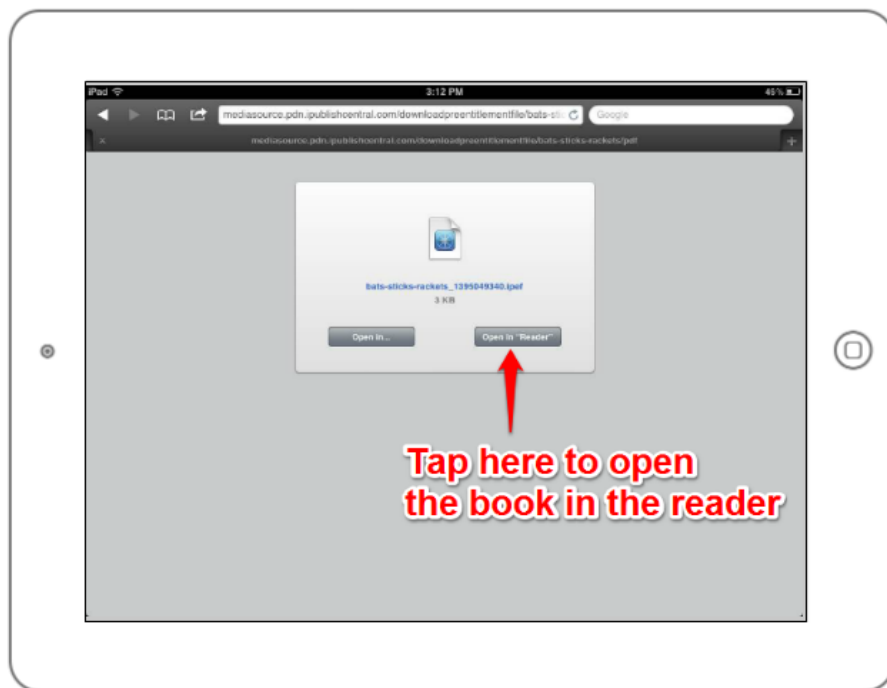 iPad
3:12 PM
45%
mediasource.pdn.ipublishcentral.com/downloadpreentitlementfile/bats-sti
Google
mediasource.pdn.ipublishcentral.com/downloadpreentitlementfile/bats-sticks-rackets/pdf
bats-sticks-rackets_1395049340.ipef
3 KB
Open in...
Open in "Reader"
Tap here to open
the book in the reader